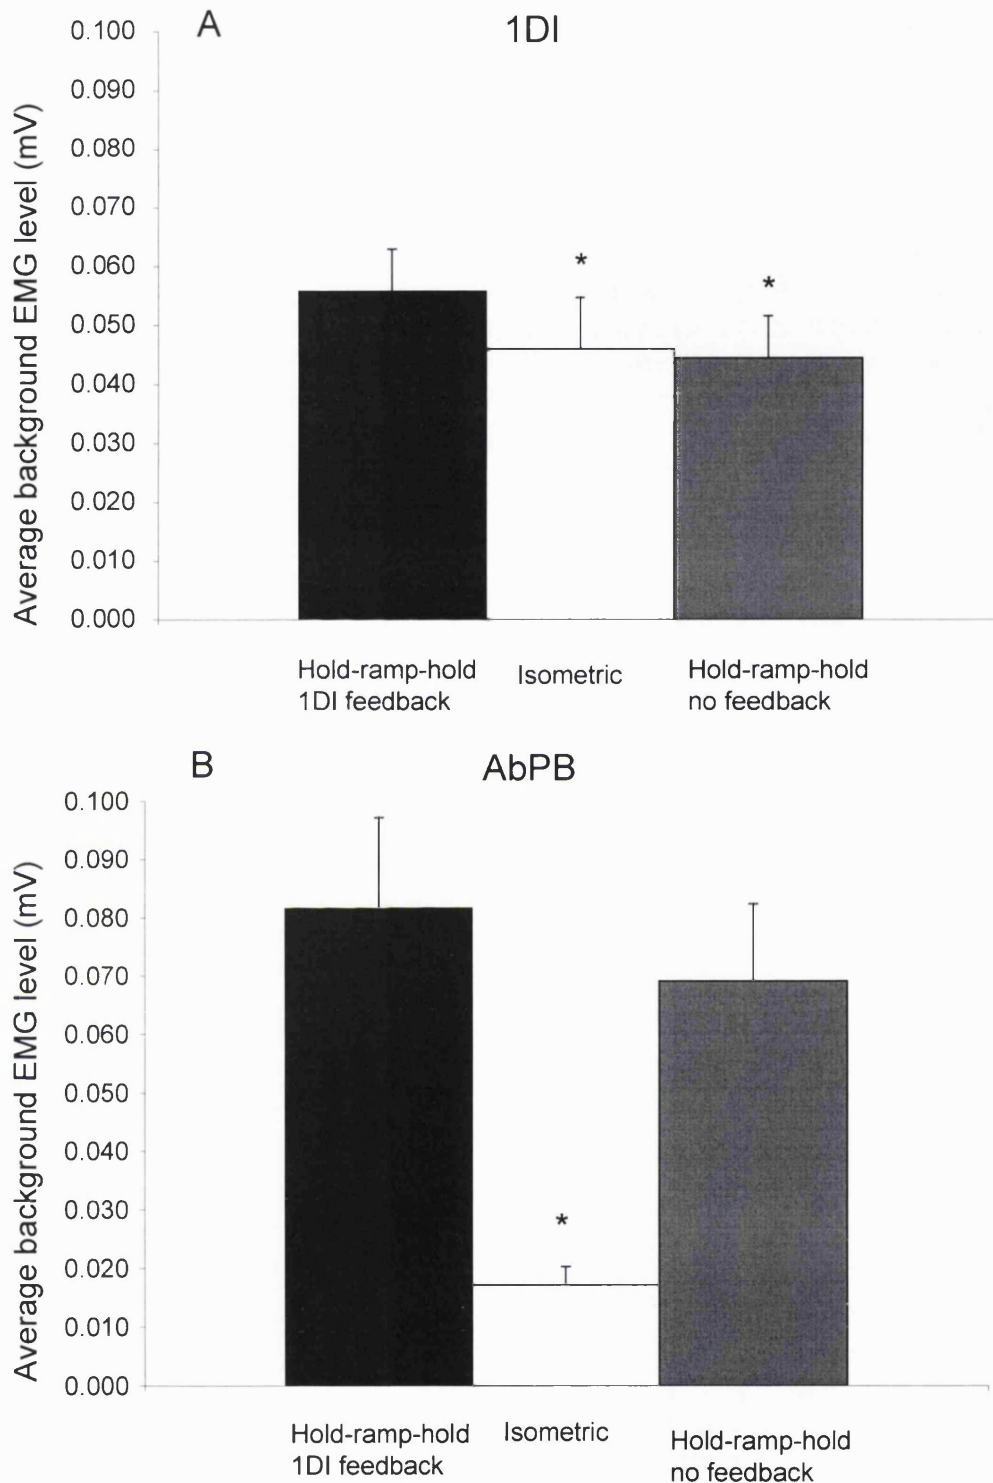 A
1DI
Average background EMG level (mV)
0.100
0.090
0.080
0.070
0.060
0.050
0.040
0.030
0.020
0.010
0.000
*
*
Hold-ramp-hold
1DI feedback
Isometric
Hold-ramp-hold
no feedback
B
AbPB
Average background EMG level (mV)
0.100
0.090
0.080
0.070
0.060
0.050
0.040
0.030
0.020
0.010
0.000
*
Hold-ramp-hold
1DI feedback
Isometric
Hold-ramp-hold
no feedback